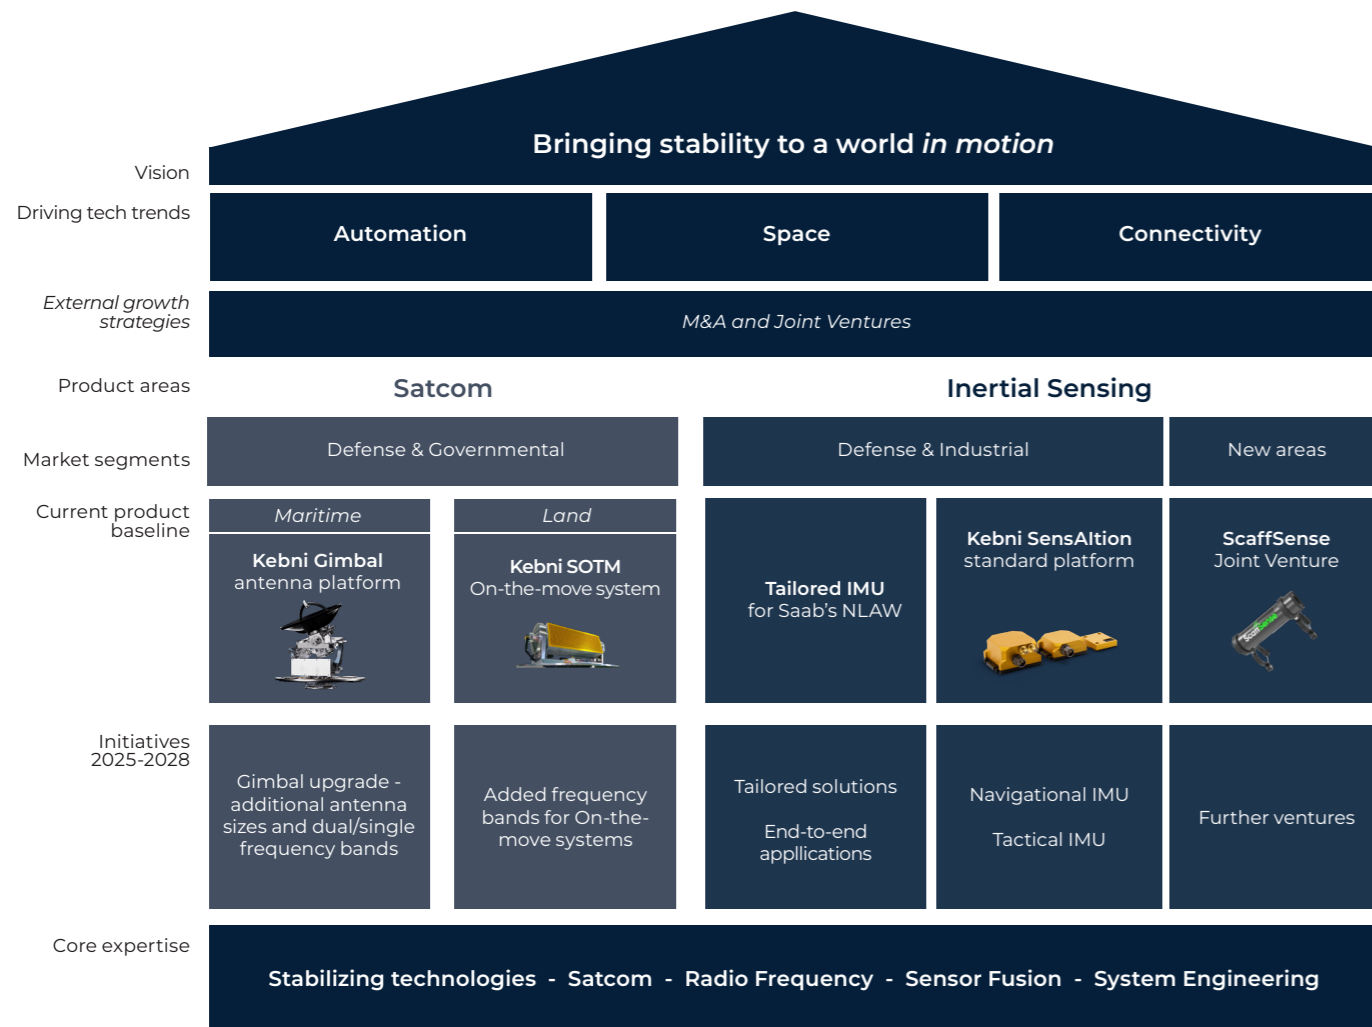 Bringing stability to a world in motion
Vision
Driving tech trends
Automation
Space
Connectivity
External growth
strategies
M&A and Joint Ventures
Product areas
Satcom
Inertial Sensing
Market segments
Defense & Governmental
Defense & Industrial
New areas
Current product
baseline
Maritime
Kebni Gimbal
antenna platform
Land
Kebni SOTM
On-the-move system
Tailored IMU
for Saab's NLAW
Kebni SensAItion
standard platform
ScaffSense
Joint Venture
ScaffSense
Initiatives
2025-2028
Gimbal upgrade -
additional antenna
sizes and dual/single
frequency bands
Added frequency
bands for On-the-
move systems
Tailored solutions
End-to-end
appllications
Navigational IMU
Tactical IMU
Further ventures
Core expertise
Stabilizing technologies - Satcom - Radio Frequency - Sensor Fusion - System Engineering